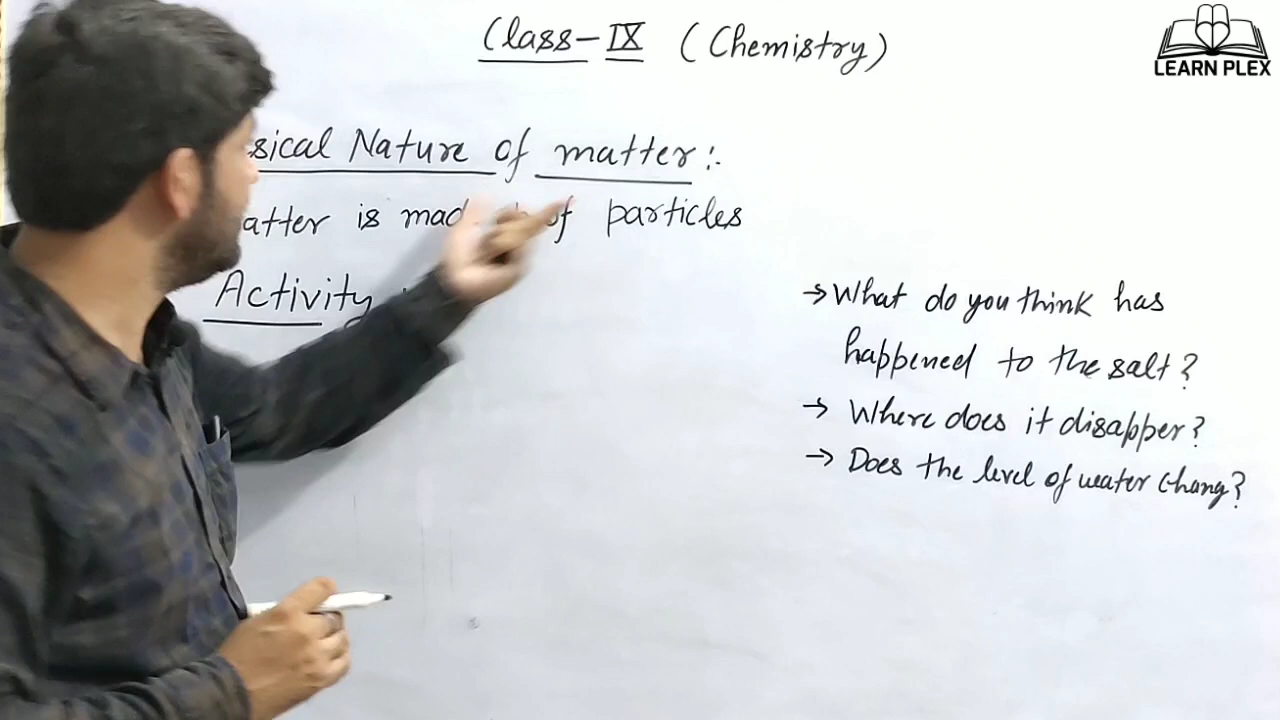 Class-IX (Chemistry)
LEARN PLEX
sical Nature of matter:
atter is mad of particles
Activity
→ What do you think has
happened to the salt?
→ Where does it disapper?
→ Does the level of water chang?